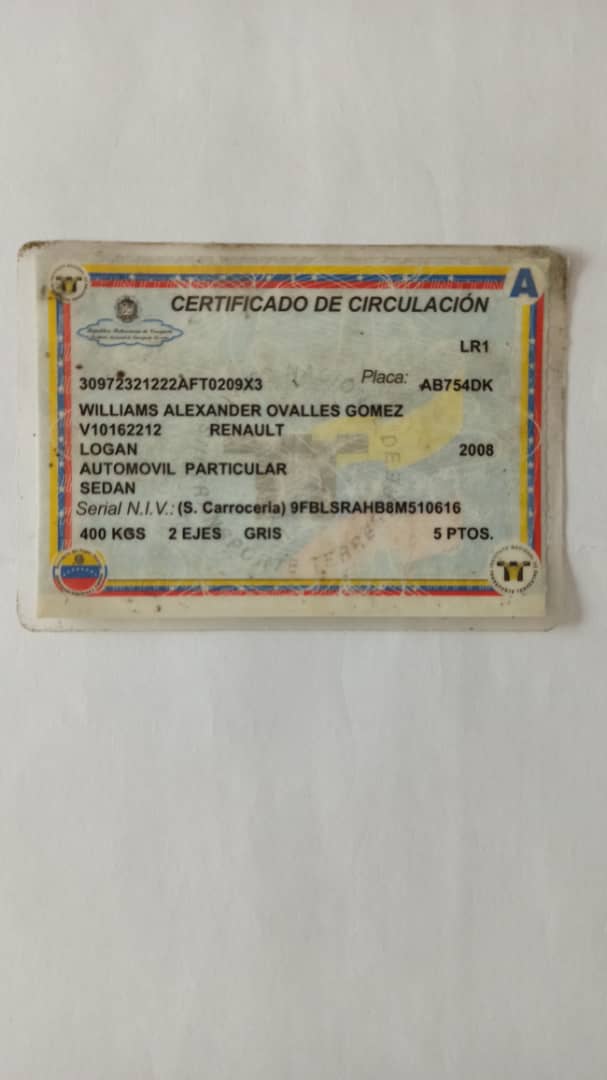 A
CERTIFICADO DE CIRCULACIÓN
LR1
30972321222AFT0209X3 Placa: AB754DK
WILLIAMS ALEXANDER OVALLES GOMEZ
V10162212 RENAULT
LOGAN 2008
AUTOMOVIL PARTICULAR
SEDAN
Serial N.I.V.: (S. Carroceria) 9FBLSRAHB8M510616
400 KGS 2 EJES GRIS 5 PTOS.